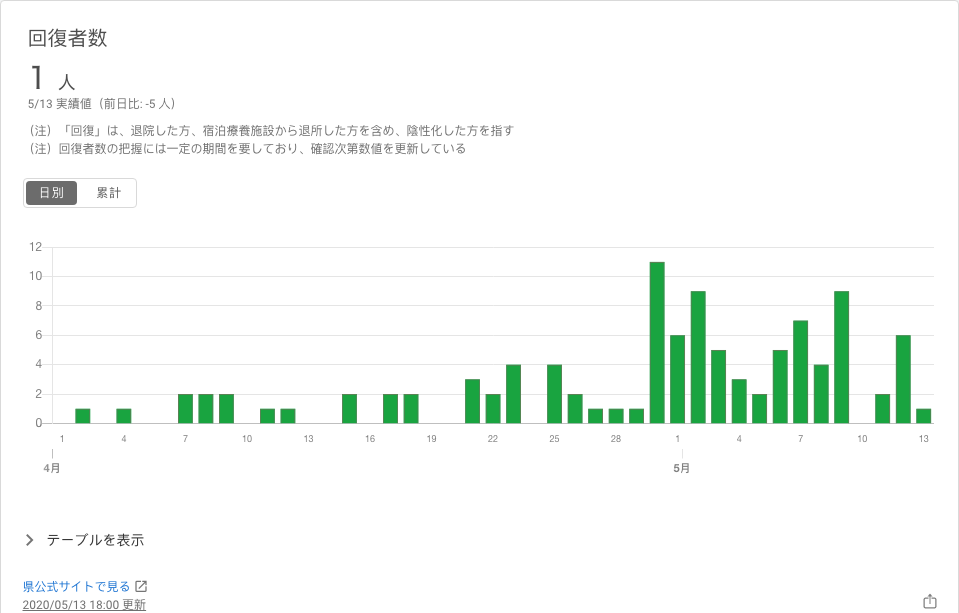 回復者数
1 人
5/13 実績値（前日比: -5 人）
（注）「回復」は、退院した方、宿泊療養施設から退所した方を含め、陰性化した方を指す
（注）回復者数の把握には一定の期間を要しており、確認次第数値を更新している
日別 累計
12
10
8
6
4
2
0
1 4 7 10 13 16 19 22 25 28 1 4 7 10 13
4月 5月
テーブルを表示
県公式サイトで見る
2020/05/13 18:00 更新